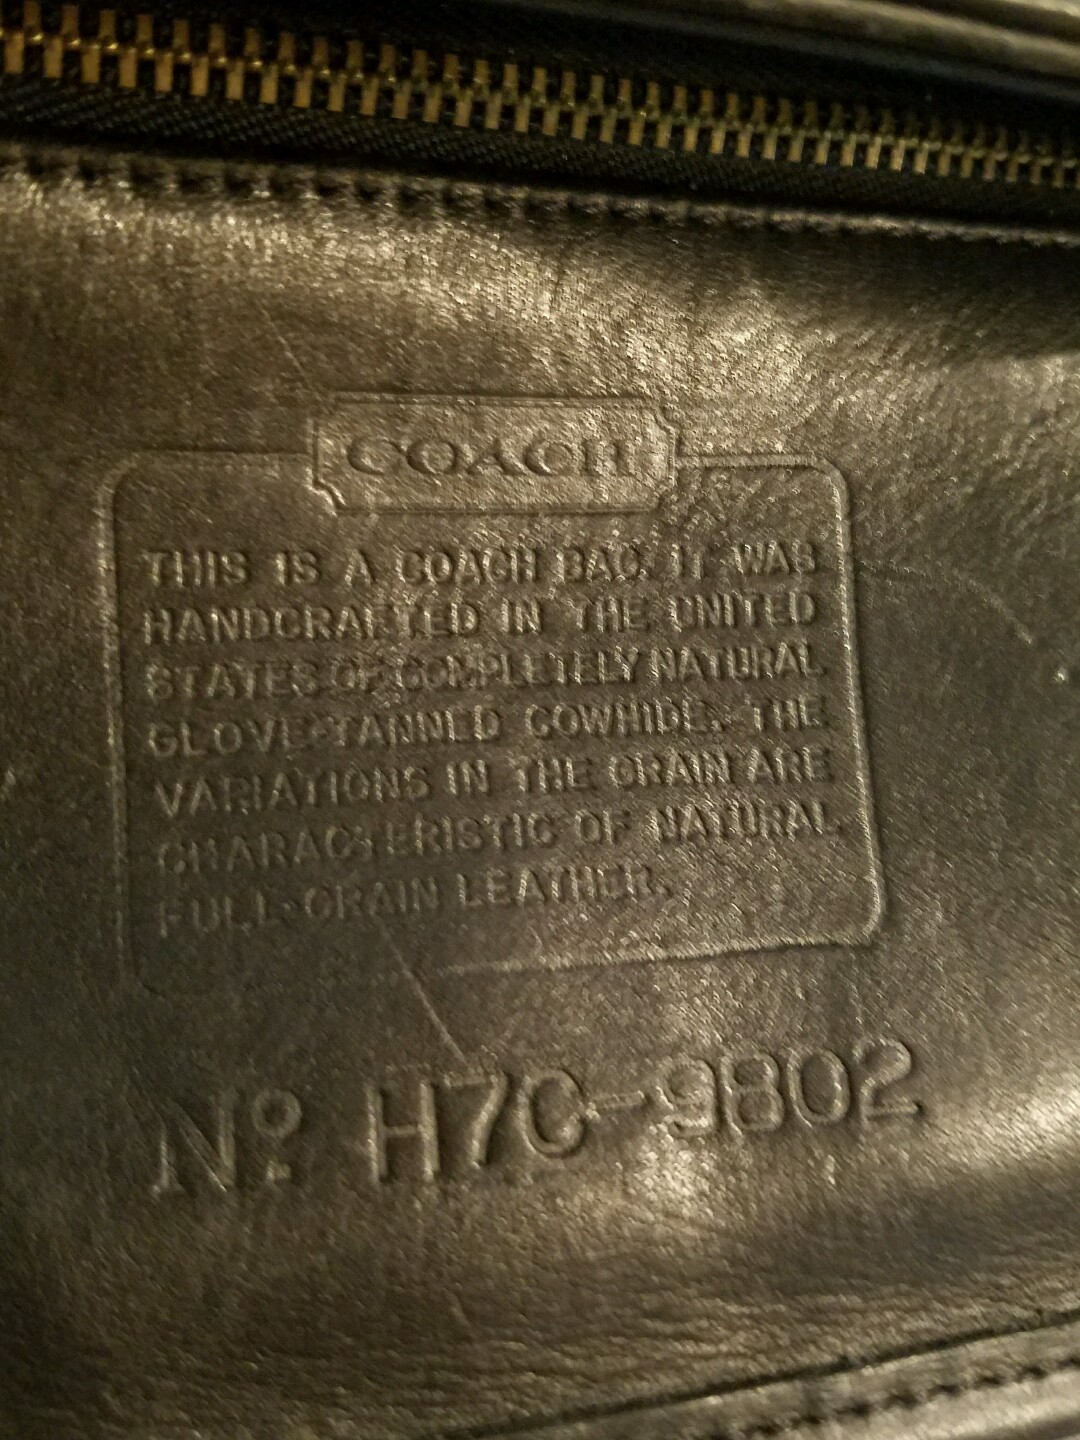 COACH
THIS IS A COACH BAG. IT WAS
HANDCRAFTED IN THE UNITED
STATES OF COMPLETELY NATURAL
GLOVE-TANNED COWHIDE. THE
VARIATIONS IN THE GRAIN ARE
CHARACTERISTIC OF NATURAL
FULL-GRAIN LEATHER.
Nº H7C-9802